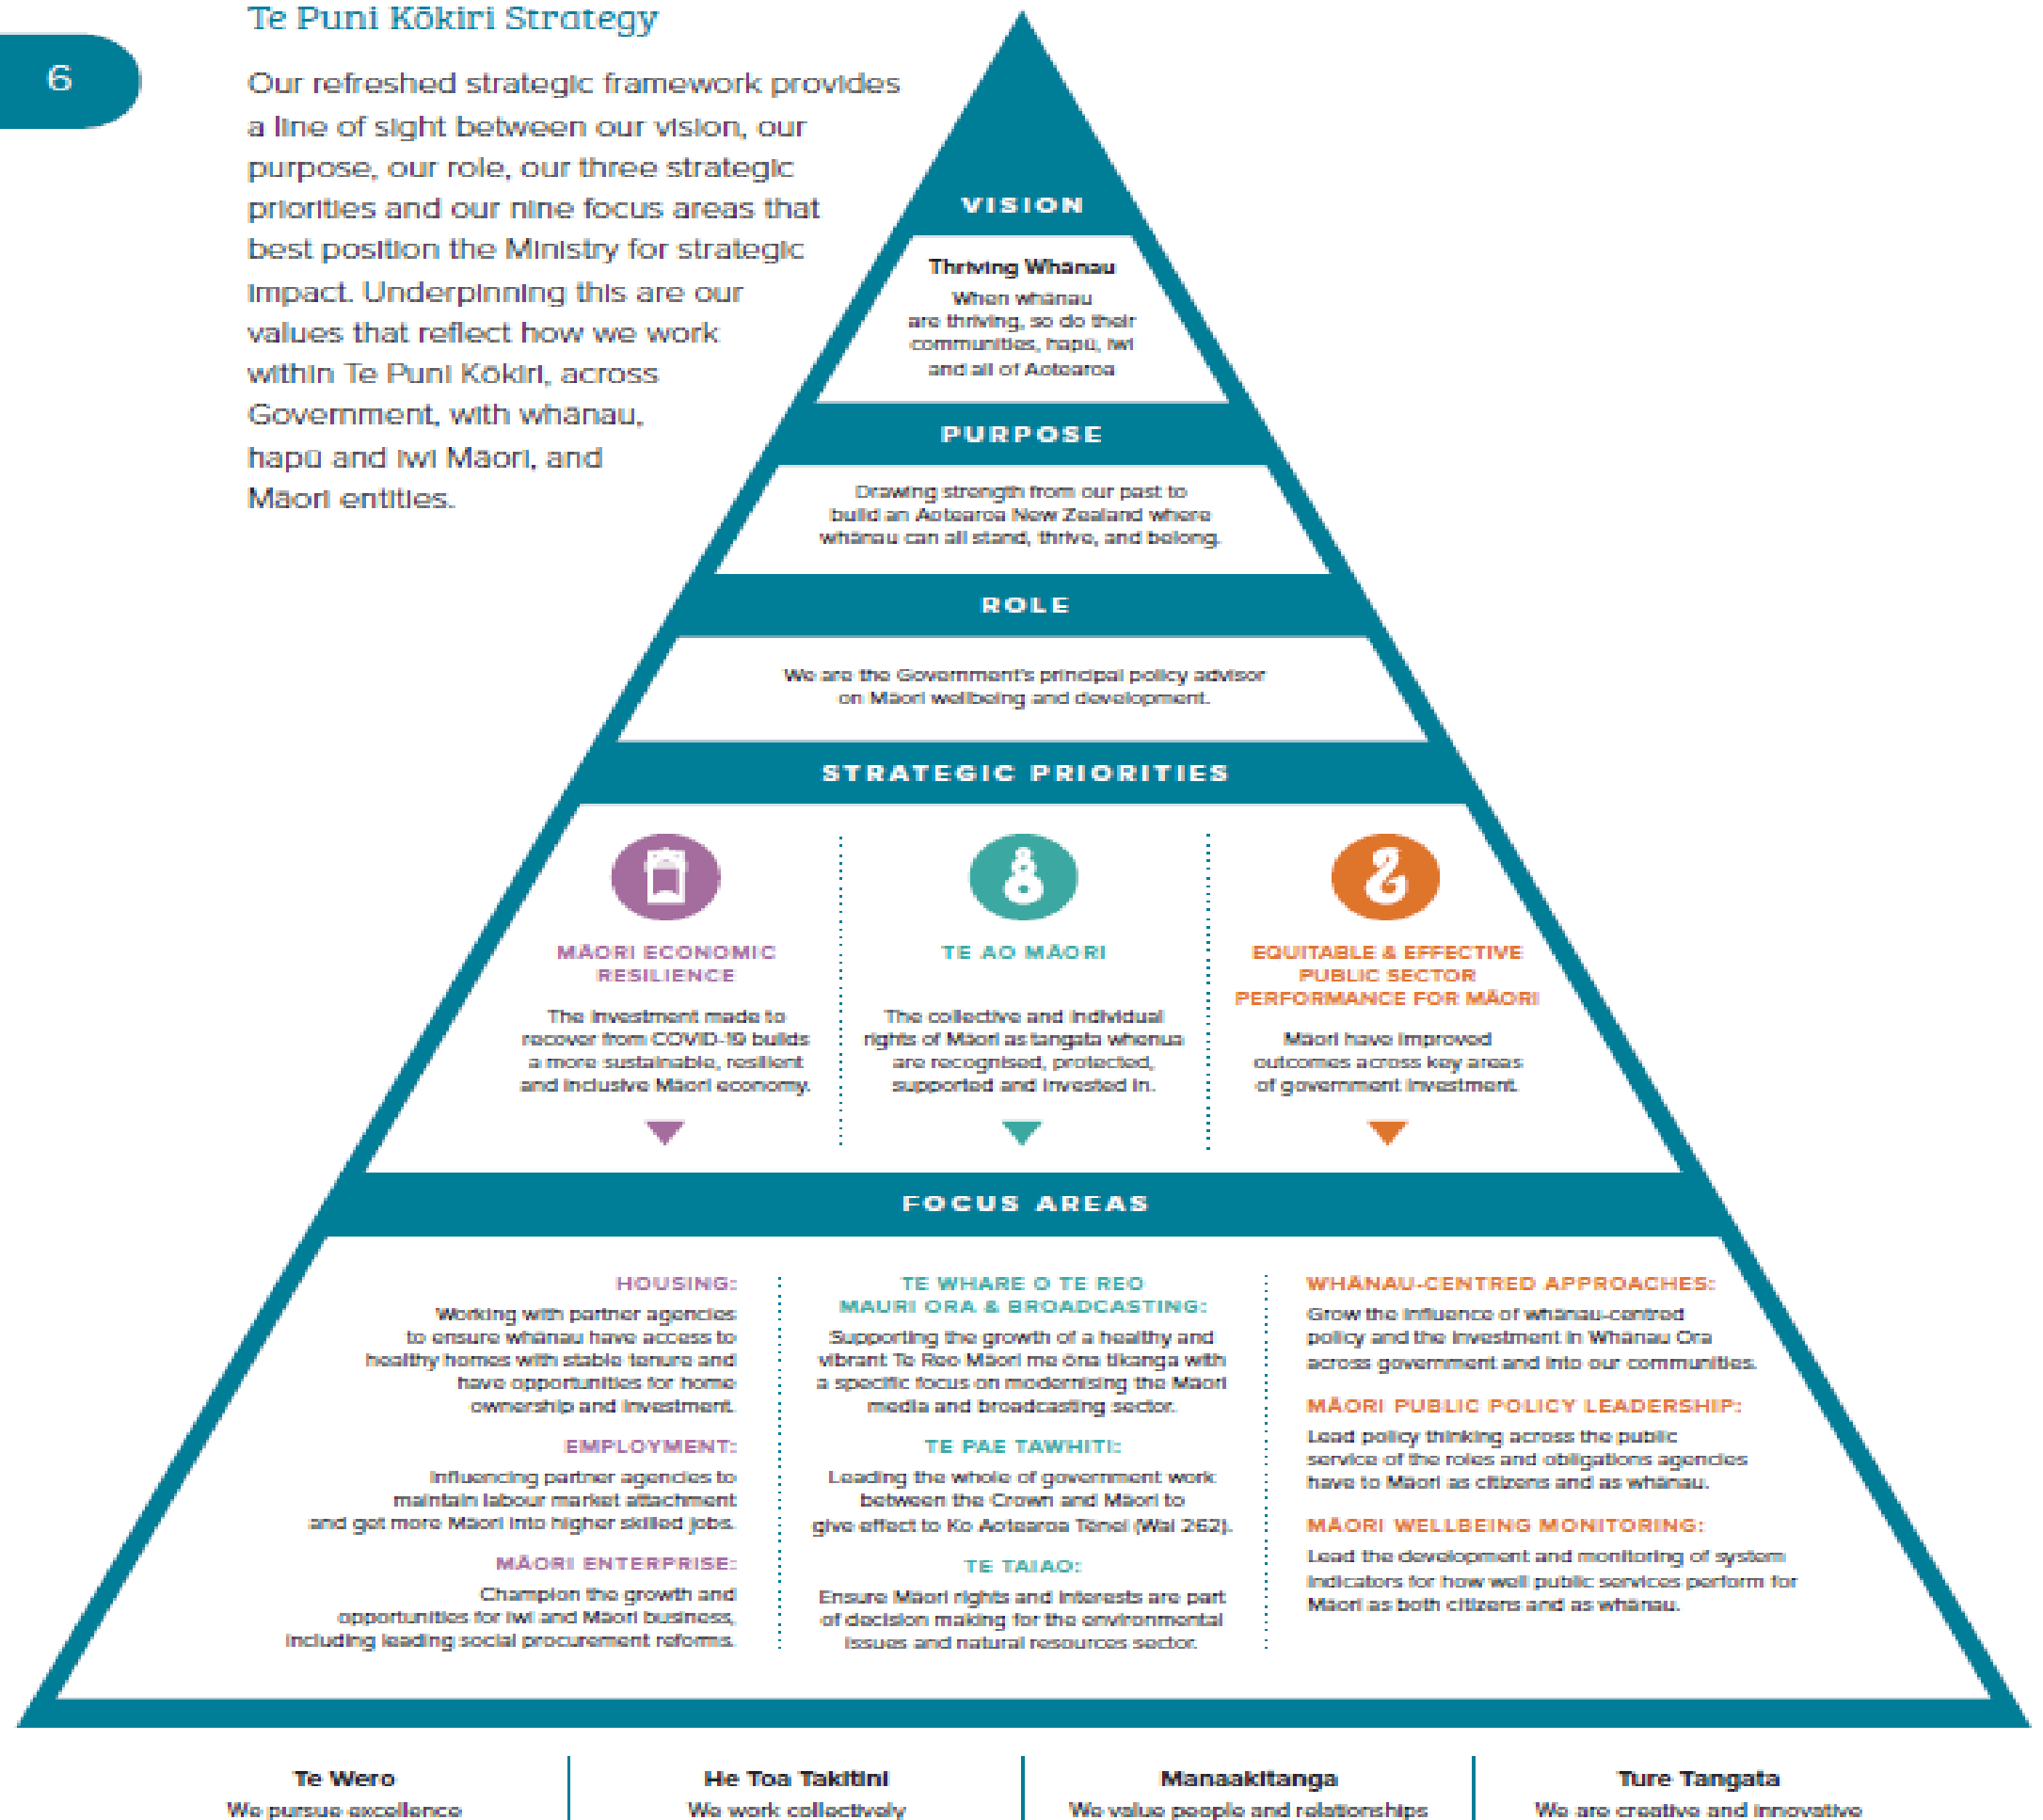 Te Puni Kōkiri Strategy
6
Our refreshed strategic framework provides
a line of sight between our vision, our
purpose, our role, our three strategic
priorities and our nine focus areas that
best position the Ministry for strategic
impact. Underpinning this are our
values that reflect how we work
within Te Puni Kōkiri, across
Government, with whānau,
hapū and iwi Māori, and
Māori entities.
VISION
Thriving Whānau
When whānau
are thriving, so do their
communities, hapū, iwi
and all of Aotearoa
PURPOSE
Drawing strength from our past to
build an Aotearoa New Zealand where
whānau can all stand, thrive, and belong.
ROLE
We are the Government's principal policy advisor
on Māori wellbeing and development.
STRATEGIC PRIORITIES
MĀORI ECONOMIC
RESILIENCE
The investment made to
recover from COVID-19 builds
a more sustainable, resilient
and inclusive Māori economy.
TE AO MĀORI
The collective and individual
rights of Māori as tangata whenua
are recognised, protected,
supported and invested in.
EQUITABLE & EFFECTIVE
PUBLIC SECTOR
PERFORMANCE FOR MĀORI
Māori have improved
outcomes across key areas
of government investment.
FOCUS AREAS
HOUSING:
Working with partner agencies
to ensure whānau have access to
healthy homes with stable tenure and
have opportunities for home
ownership and investment.
EMPLOYMENT:
Influencing partner agencies to
maintain labour market attachment
and get more Māori into higher skilled jobs.
MĀORI ENTERPRISE:
Champion the growth and
opportunities for iwi and Māori business,
including leading social procurement reforms.
TE WHARE O TE REO
MAURI ORA & BROADCASTING:
Supporting the growth of a healthy and
vibrant Te Reo Māori me ōna tikanga with
a specific focus on modernising the Māori
media and broadcasting sector.
TE PAE TAWHITI:
Leading the whole of government work
between the Crown and Māori to
give effect to Ko Aotearoa Tēnei (Wai 262).
TE TAIAO:
Ensure Māori rights and interests are part
of decision making for the environmental
issues and natural resources sector.
WHĀNAU-CENTRED APPROACHES:
Grow the influence of whānau-centred
policy and the investment in Whānau Ora
across government and into our communities.
MĀORI PUBLIC POLICY LEADERSHIP:
Lead policy thinking across the public
service of the roles and obligations agencies
have to Māori as citizens and as whānau.
MĀORI WELLBEING MONITORING:
Lead the development and monitoring of system
indicators for how well public services perform for
Māori as both citizens and as whānau.
Te Wero
We pursue excellence
He Toa Takitini
We work collectively
Manaakitanga
We value people and relationships
Ture Tangata
We are creative and innovative